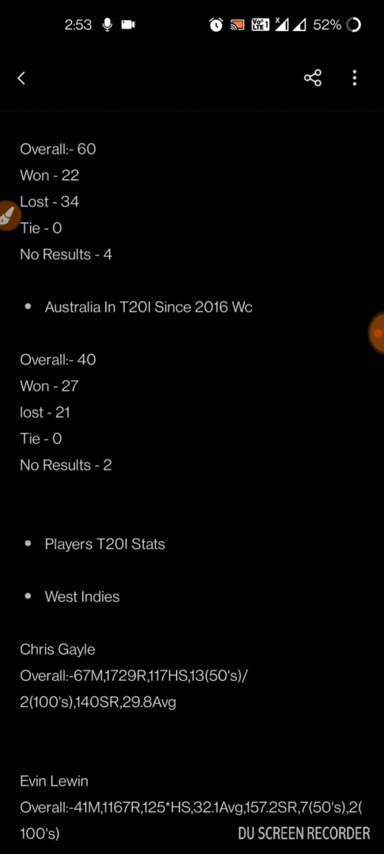 2:53
VoI LTE 1
x
52%
Overall:- 60
Won - 22
Lost - 34
Tie - 0
No Results - 4
• Australia In T20I Since 2016 Wc
Overall:- 40
Won - 27
lost - 21
Tie - 0
No Results - 2
• Players T20I Stats
• West Indies
Chris Gayle
Overall:-67M,1729R,117HS,13(50's)/
2(100's),140SR,29.8Avg
Evin Lewin
Overall:-41M,1167R,125*HS,32.1Avg,157.2SR,7(50's),2(
100's)
DU SCREEN RECORDER